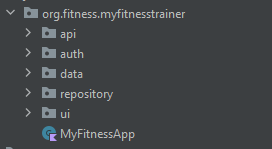 org.fitness.myfitnesstrainer
api
auth
data
repository
ui
MyFitnessApp